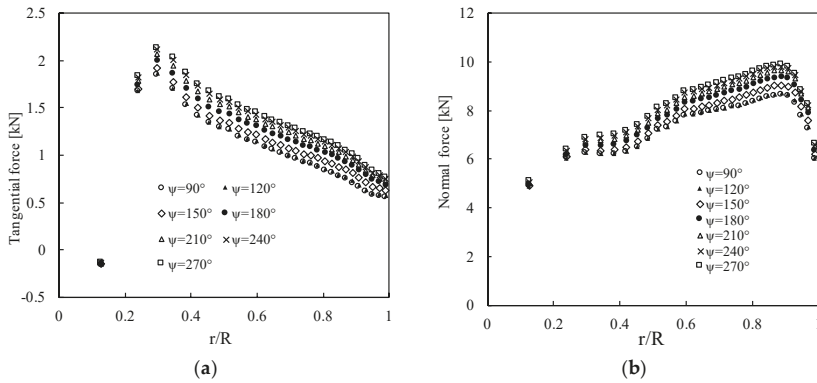 2.5
2
1.5
1
0.5
0
-0.5
Tangential force [kN]
ψ=90° ψ=120°
ψ=150° ψ=180°
ψ=210° ψ=240°
ψ=270°
0 0.2 0.4 0.6 0.8 1
r/R
(a)
12
10
8
6
4
2
0
Normal force [kN]
ψ=90°
ψ=120°
ψ=150°
ψ=180°
ψ=210°
ψ=240°
ψ=270°
0 0.2 0.4 0.6 0.8 1
r/R
(b)